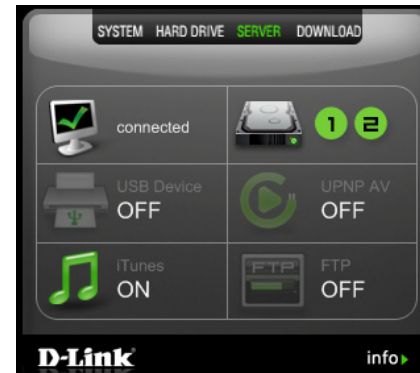 SYSTEM HARD DRIVE SERVER DOWNLOAD
connected
1 2
USB Device
OFF
UPNP AV
OFF
iTunes
ON
FTP
FTP
OFF
D-Link
info